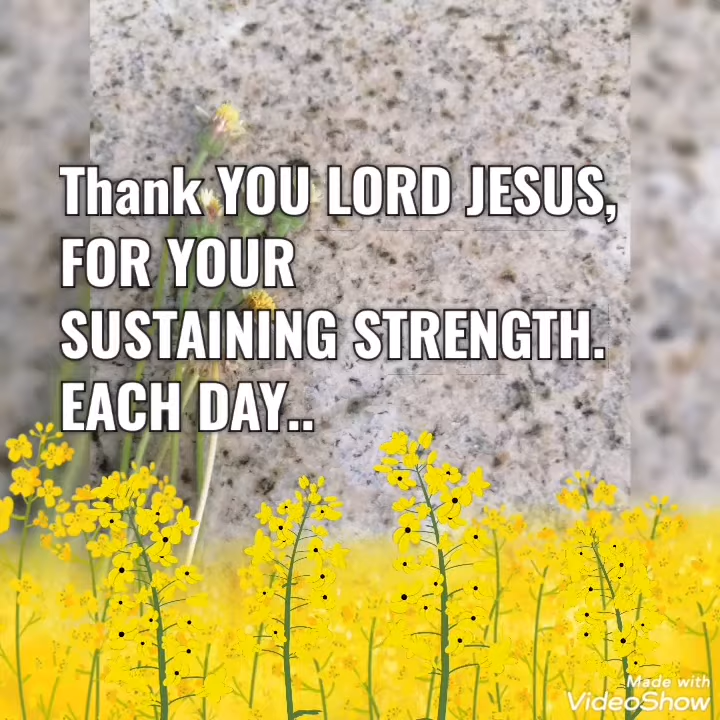 Thank YOU LORD JESUS,
FOR YOUR
SUSTAINING STRENGTH.
EACH DAY..
Made with
VideoShow